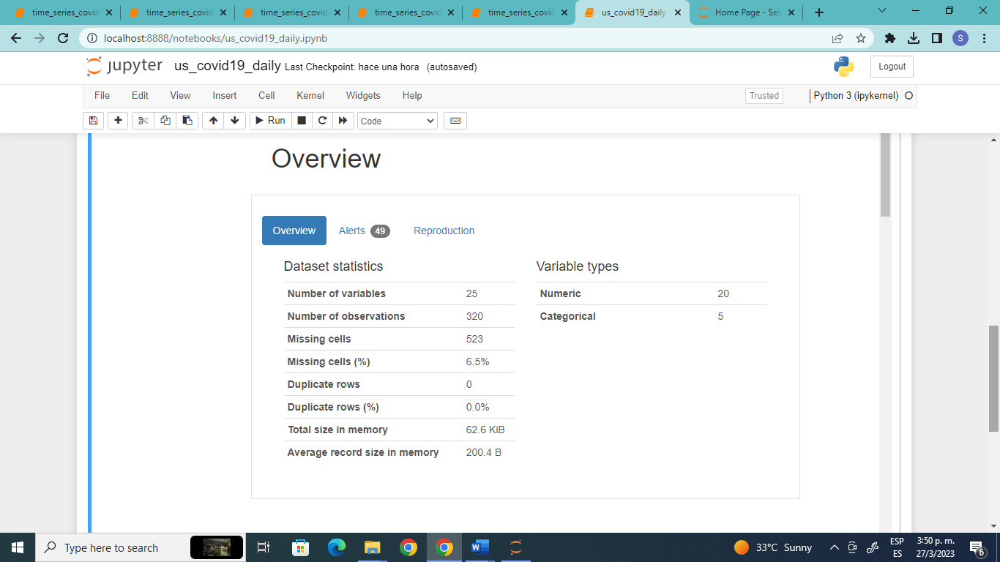 time_series_covid
time_series_covid
time_series_covid
time_series_covid
time_series_covid
us_covid19_daily
Home Page - Sel
localhost:8888/notebooks/us_covid19_daily.ipynb
S
jupyter us_covid19_daily Last Checkpoint: hace una hora (autosaved)
Logout
File Edit View Insert Cell Kernel Widgets Help
Trusted
Python 3 (ipykernel)
Run
Code
Overview
Overview Alerts 49 Reproduction
Dataset statistics
Number of variables 25
Number of observations 320
Missing cells 523
Missing cells (%) 6.5%
Duplicate rows 0
Duplicate rows (%) 0.0%
Total size in memory 62.6 KiB
Average record size in memory 200.4 B
Variable types
Numeric 20
Categorical 5
Type here to search
33°C Sunny
ESP
ES
3:50 p. m.
27/3/2023
6